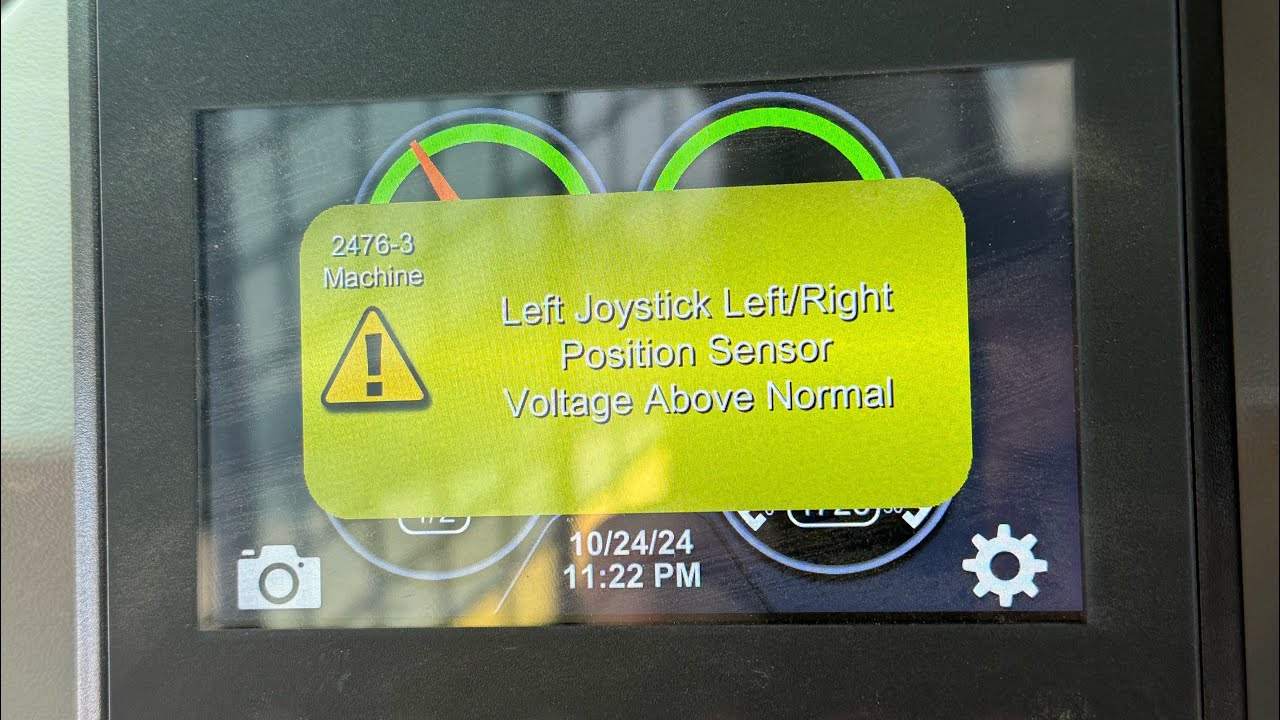 2476-3
Machine
Left Joystick Left/Right
Position Sensor
Voltage Above Normal
10/24/24
11:22 PM